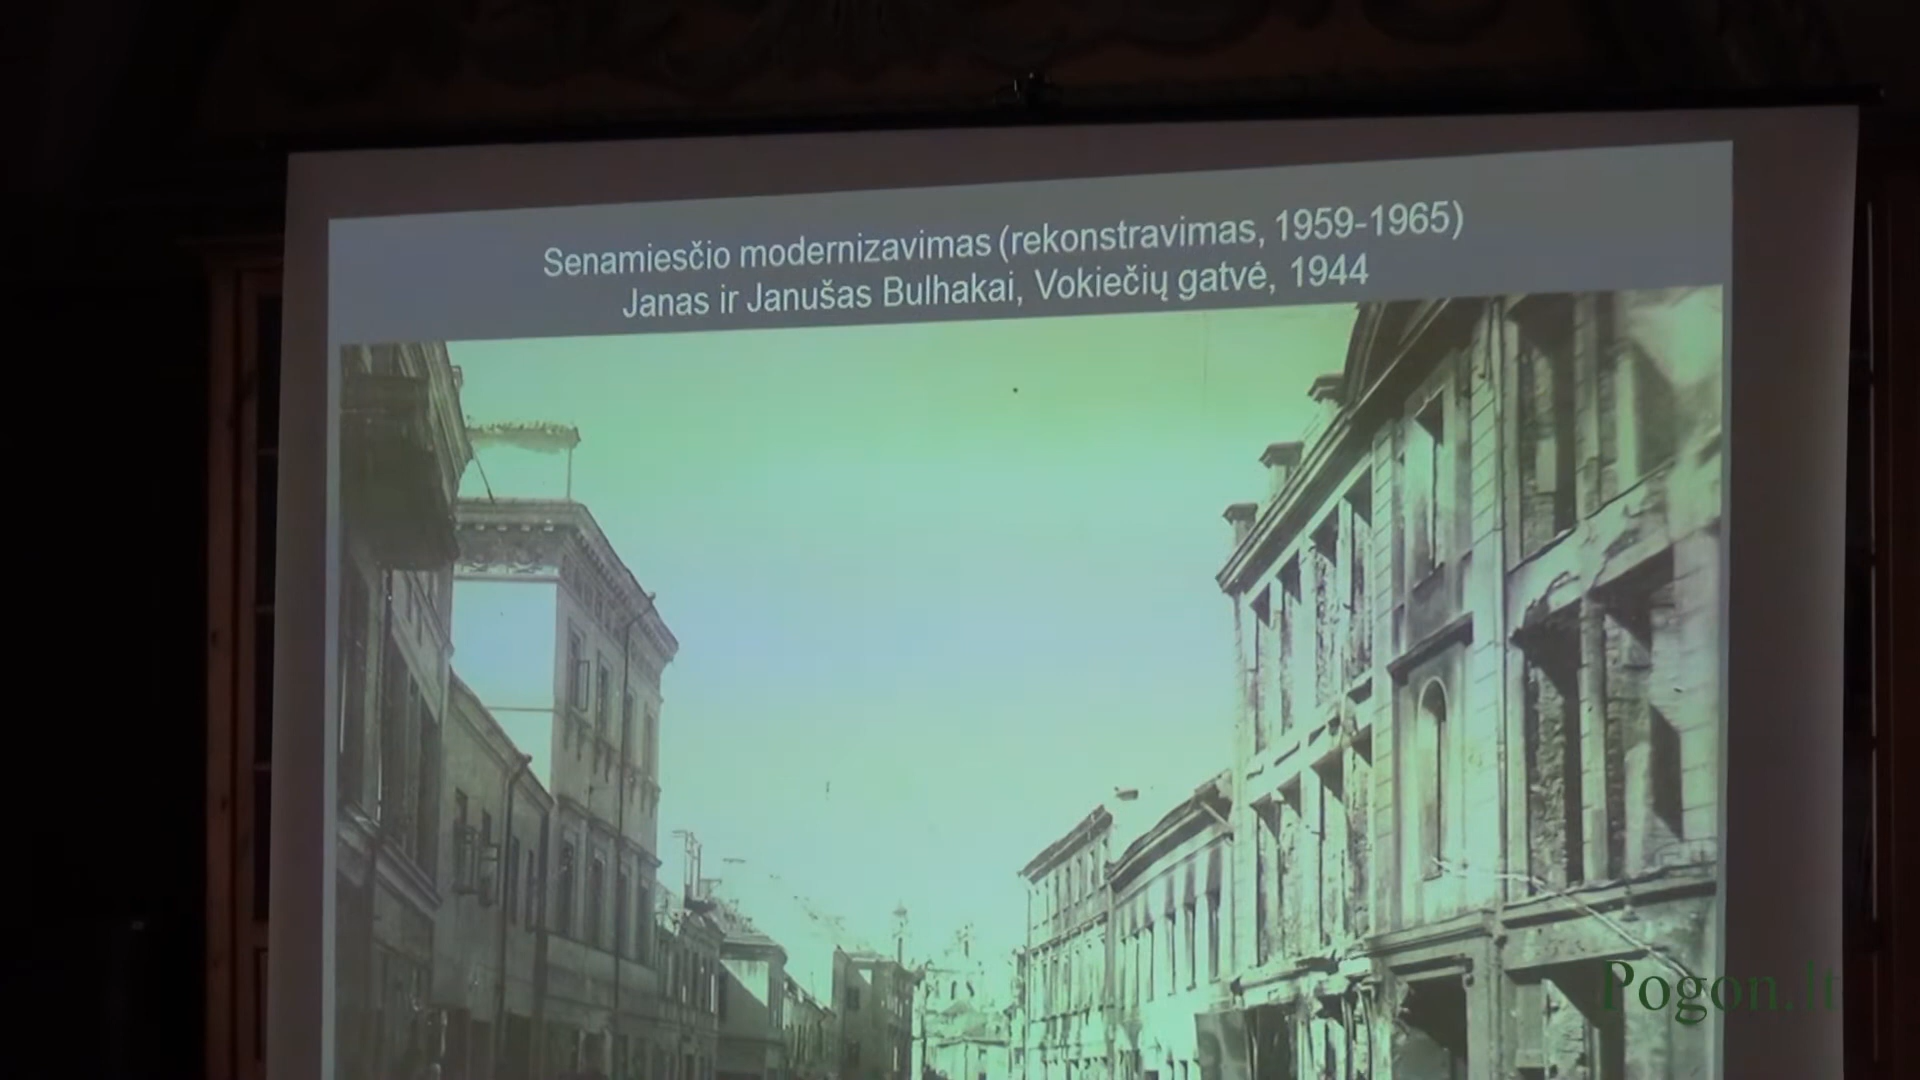 Senamiesčio modernizavimas (rekonstravimas, 1959-1965)
Janas ir Janušas Bulhakai, Vokiečių gatvė, 1944
Pogon.lt